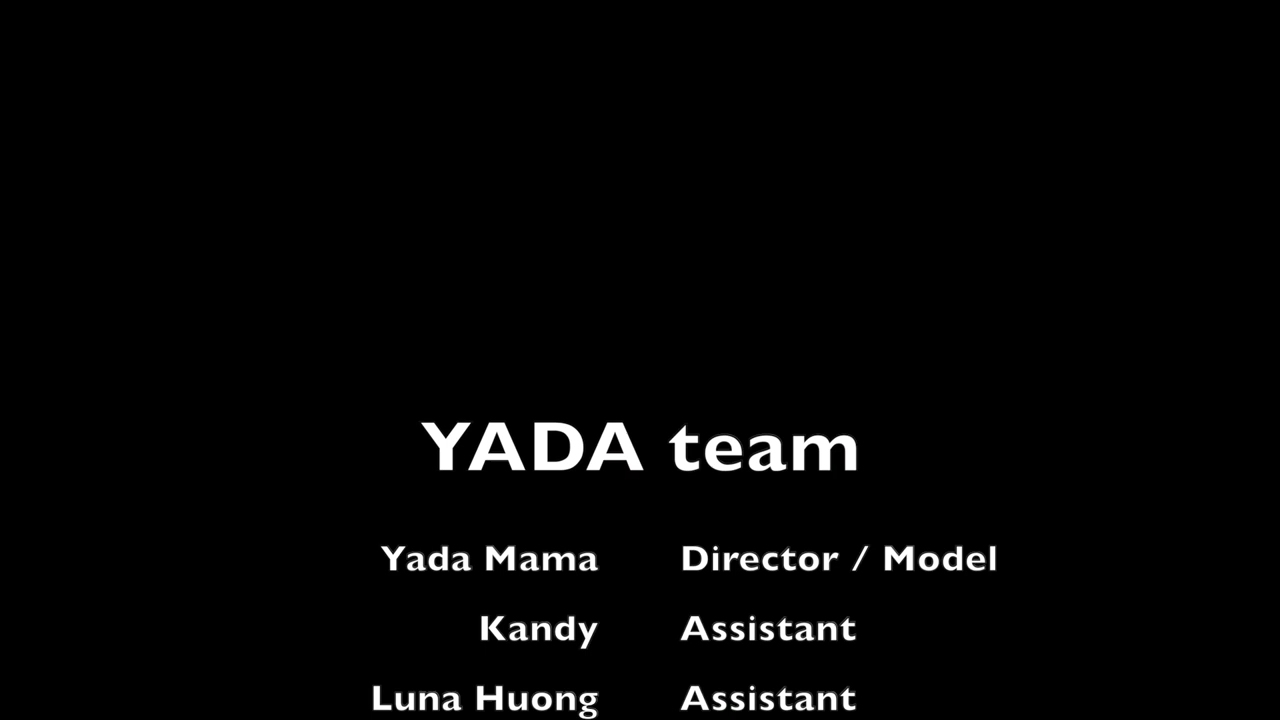 YADA team
Yada Mama Director / Model
Kandy Assistant
Luna Huong Assistant